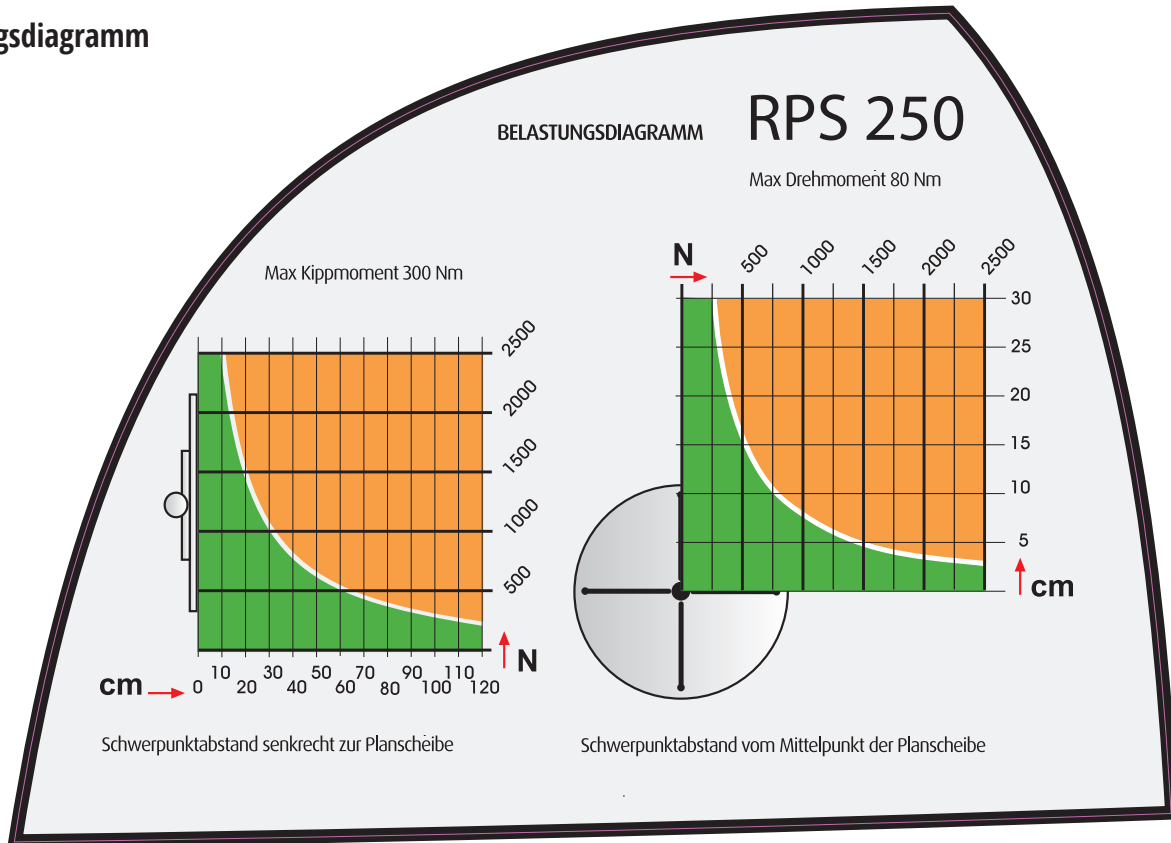 gsdiagramm
BELASTUNGSDIAGRAMM
RPS 250
Max Drehmoment 80 Nm
Max Kippmoment 300 Nm
N
500
1000
1500
2000
2500
30
25
20
15
10
5
cm
2500
2000
1500
1000
500
N
10 30 50 70 90 110
cm
0 20 40 60 80 100 120
Schwerpunktabstand senkrecht zur Planscheibe
Schwerpunktabstand vom Mittelpunkt der Planscheibe